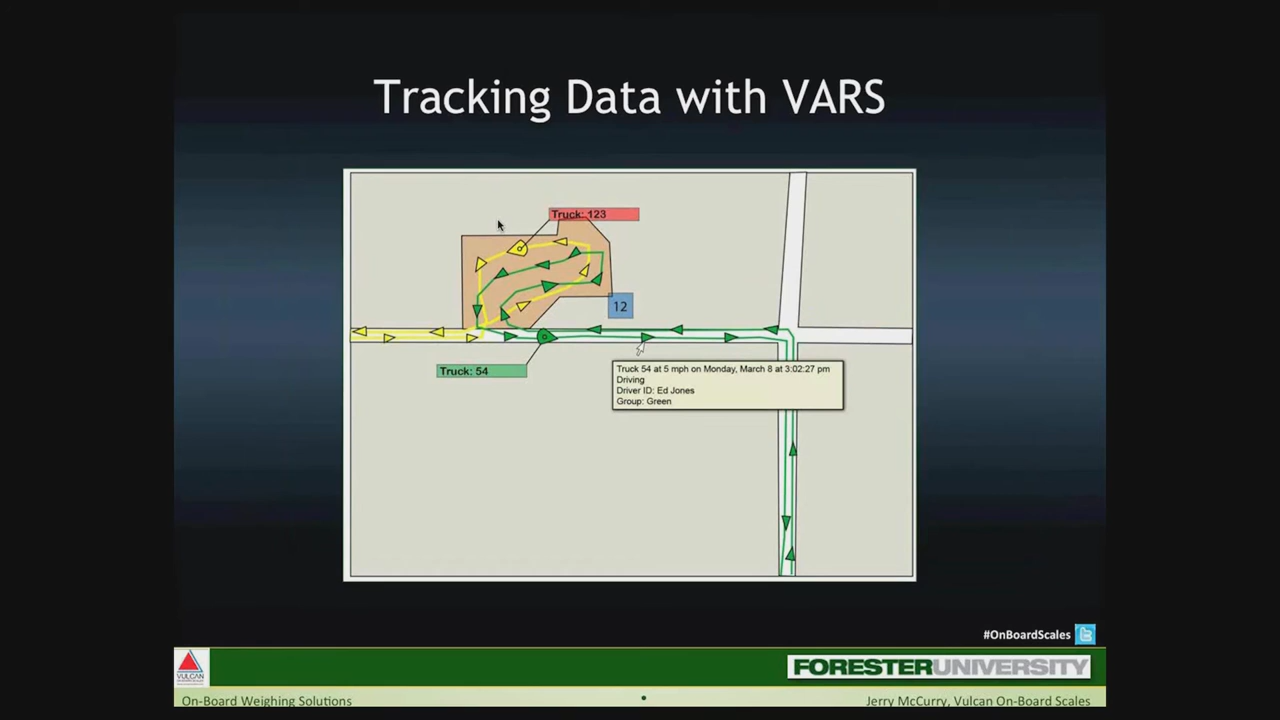 Tracking Data with VARS
Truck: 123
12
Truck: 54
Truck 54 at 5 mph on Monday, March 8 at 3:02:27 pm
Driving
Driver ID: Ed Jones
Group: Green
#OnBoardScales
VULCAN
FORESTERUNIVERSITY
On-Board Weighing Solutions
Jerry McCurry, Vulcan On-Board Scales